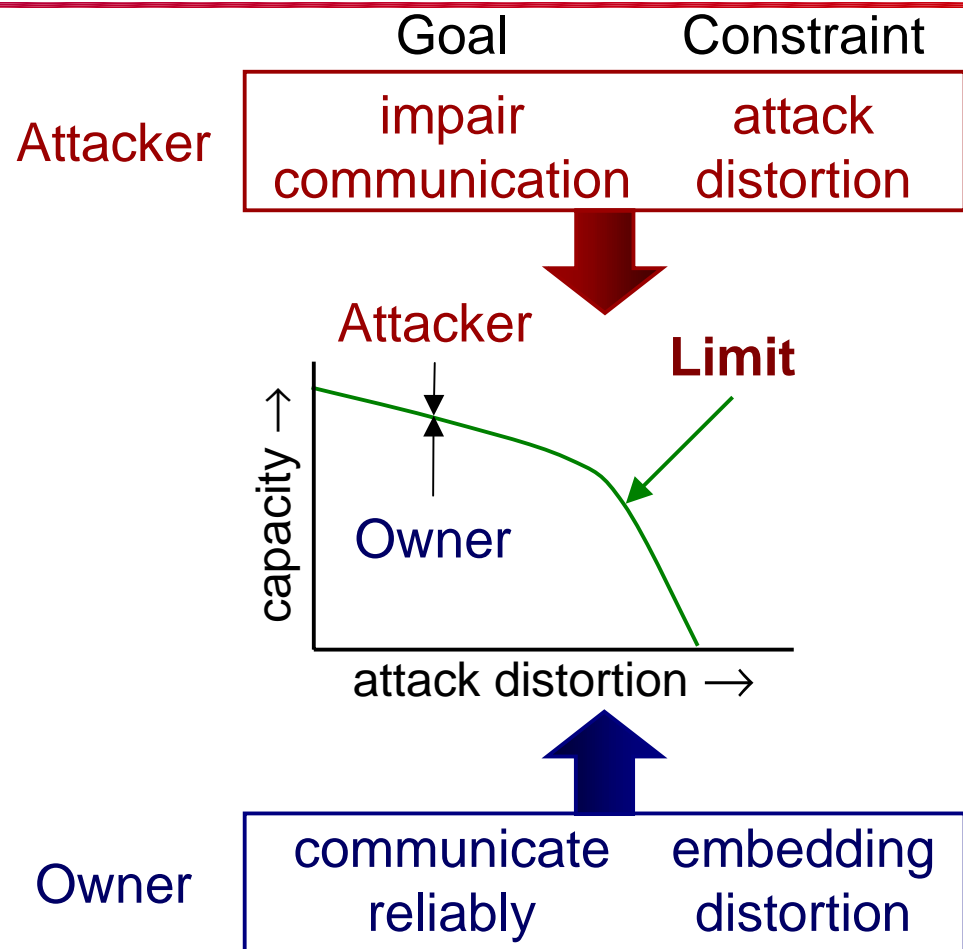 Goal Constraint
Attacker
impair attack
communication distortion
Attacker
Limit
capacity →
Owner
attack distortion →
Owner
communicate embedding
reliably distortion